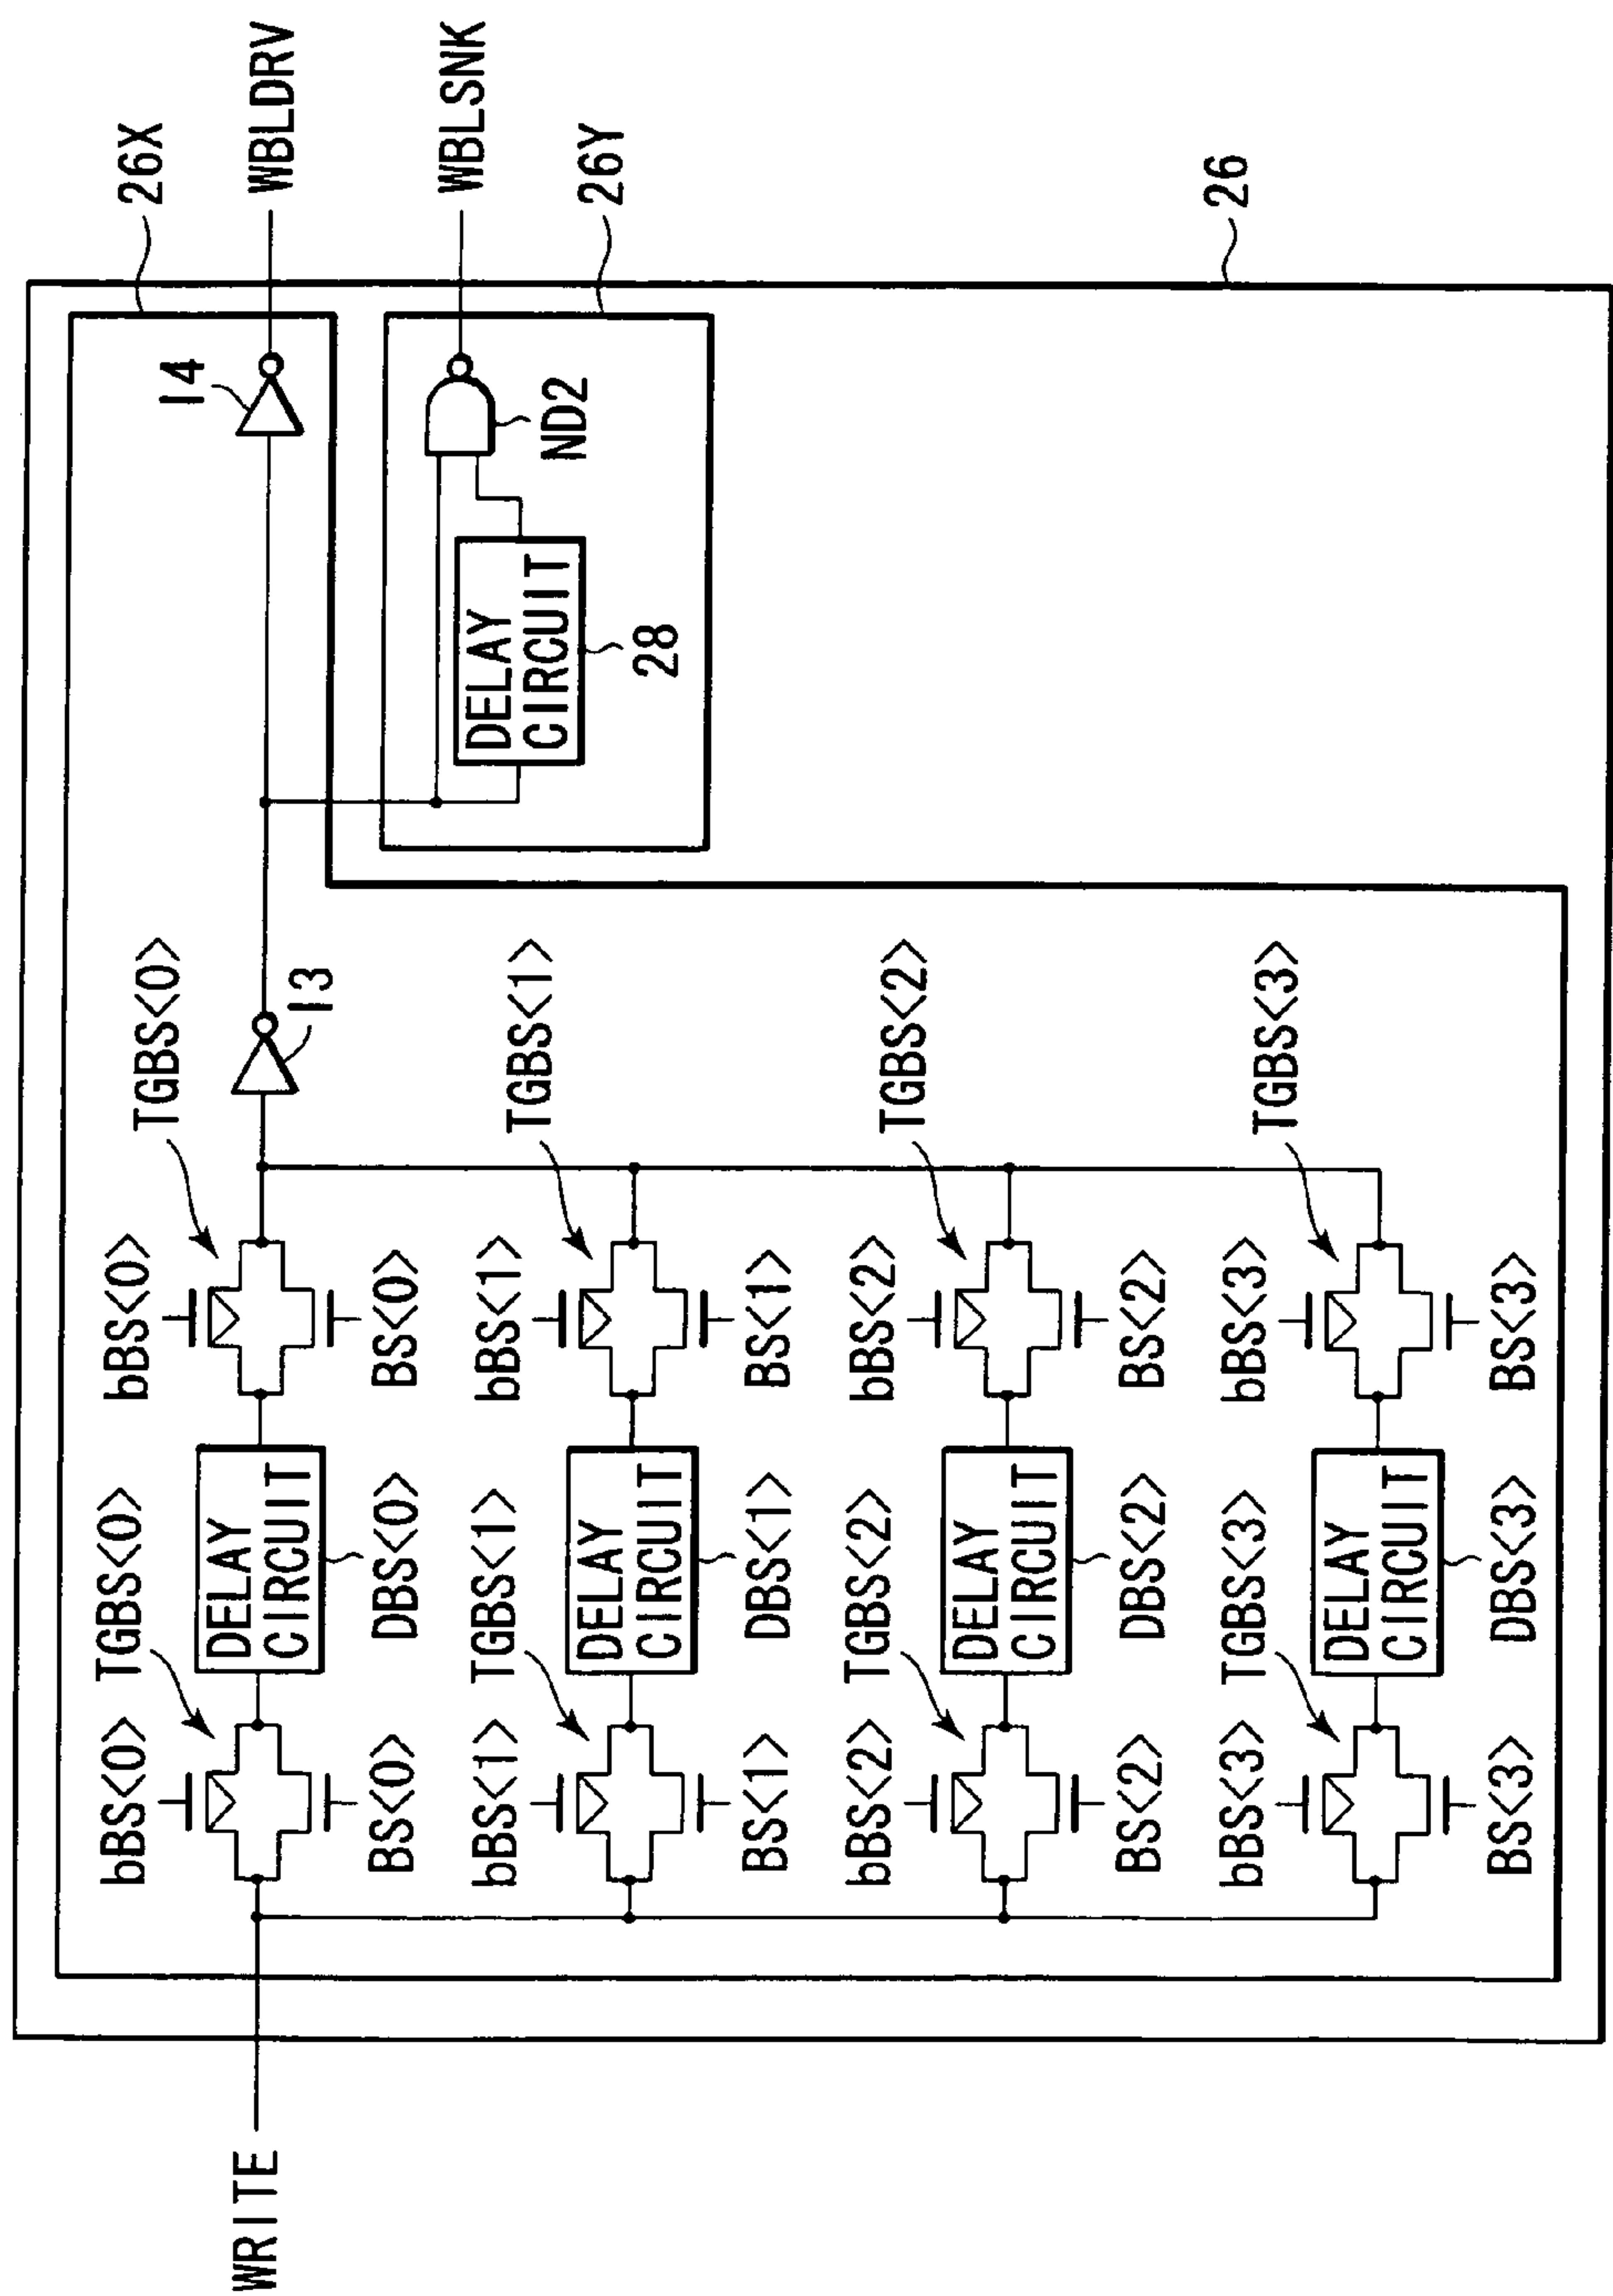 26X
WBLDRV
WBLSNK
26Y
26
I4
ND2
DELAY
CIRCUIT
28
I3
TGBS<0>
TGBS<1>
TGBS<2>
TGBS<3>
WRITE
bBS<0>
TGBS<0>
bBS<0>
DELAY
CIRCUIT
BS<0>
DBS<0>
BS<0>
bBS<1>
TGBS<1>
bBS<1>
DELAY
CIRCUIT
BS<1>
DBS<1>
BS<1>
bBS<2>
TGBS<2>
bBS<2>
DELAY
CIRCUIT
BS<2>
DBS<2>
BS<2>
bBS<3>
TGBS<3>
bBS<3>
DELAY
CIRCUIT
BS<3>
DBS<3>
BS<3>